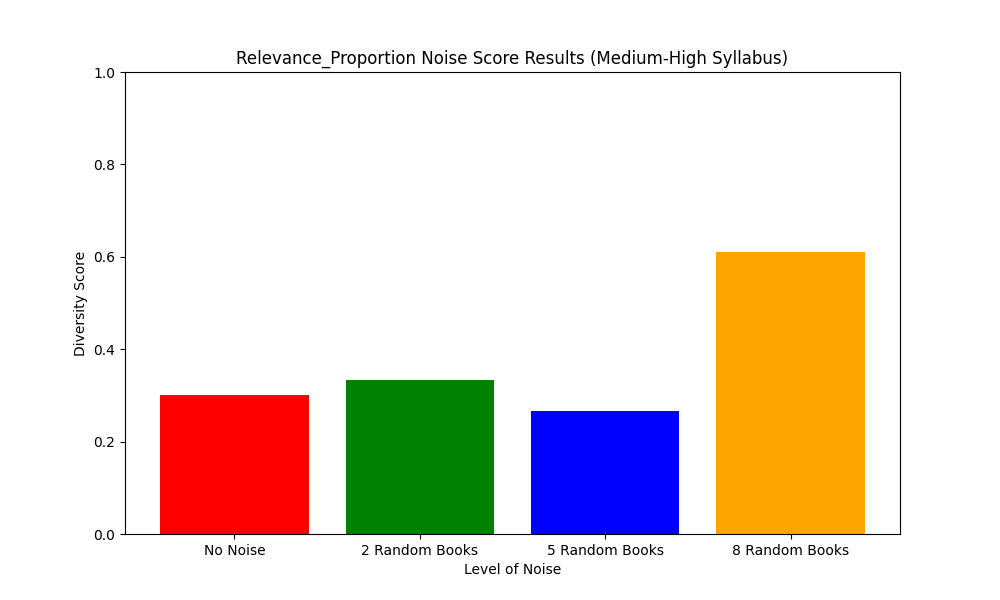 Relevance_Proportion Noise Score Results (Medium-High Syllabus)
1.0
0.8
0.6
0.4
0.2
0.0
Diversity Score
No Noise
2 Random Books
5 Random Books
8 Random Books
Level of Noise